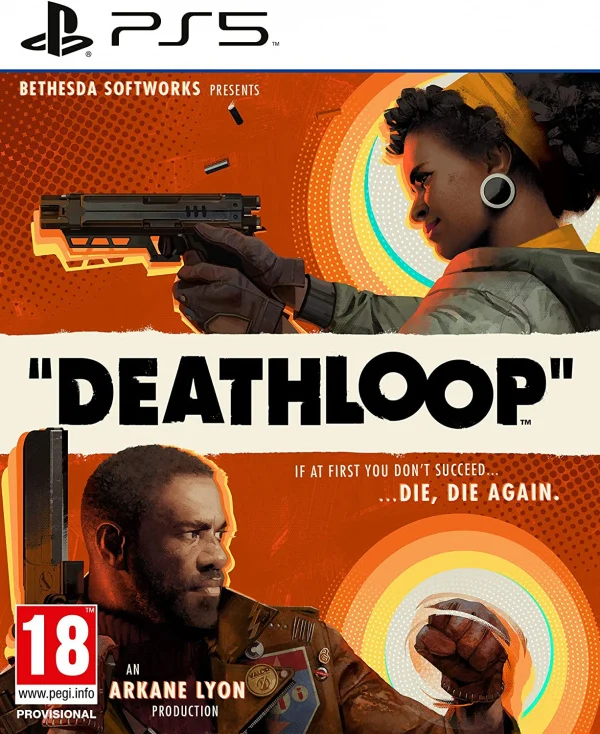 PS5
BETHESDA SOFTWORKS PRESENTS
"DEATHLOOP"™
IF AT FIRST YOU DON'T SUCCEED...
...DIE, DIE AGAIN.
18
www.pegi.info
PROVISIONAL
AN
ARKANE LYON
PRODUCTION